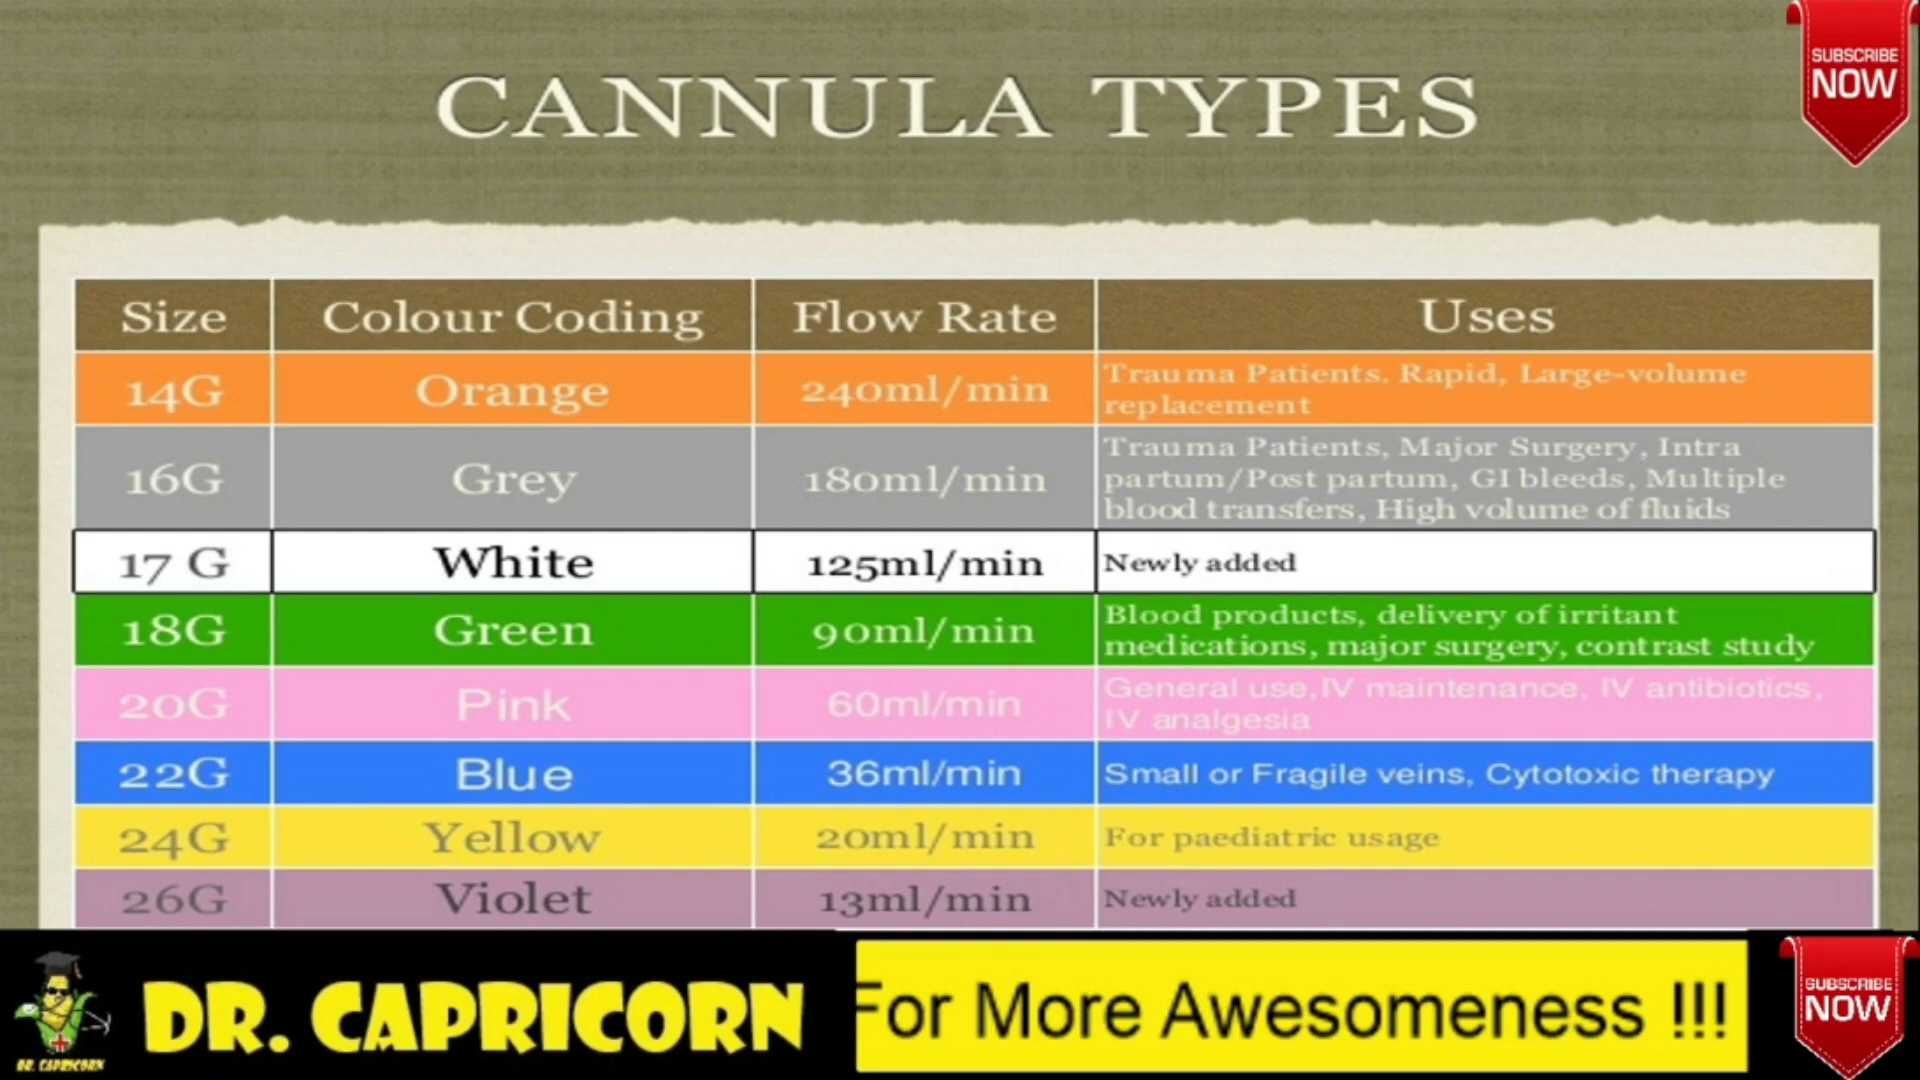 SUBSCRIBE
NOW
CANNULA TYPES
Size Colour Coding Flow Rate Uses
14G Orange 240ml/min Trauma Patients. Rapid, Large-volume
replacement
16G Grey 180ml/min Trauma Patients, Major Surgery, Intra
partum/Post partum, GI bleeds, Multiple
blood transfers, High volume of fluids
17 G White 125ml/min Newly added
18G Green 90ml/min Blood products, delivery of irritant
medications, major surgery, contrast study
20G Pink 60ml/min General use,IV maintenance, IV antibiotics,
IV analgesia
22G Blue 36ml/min Small or Fragile veins, Cytotoxic therapy
24G Yellow 20ml/min For paediatric usage
26G Violet 13ml/min Newly added
DR. CAPRICORN
DR. CAPRICORN
For More Awesomeness !!!
SUBSCRIBE
NOW